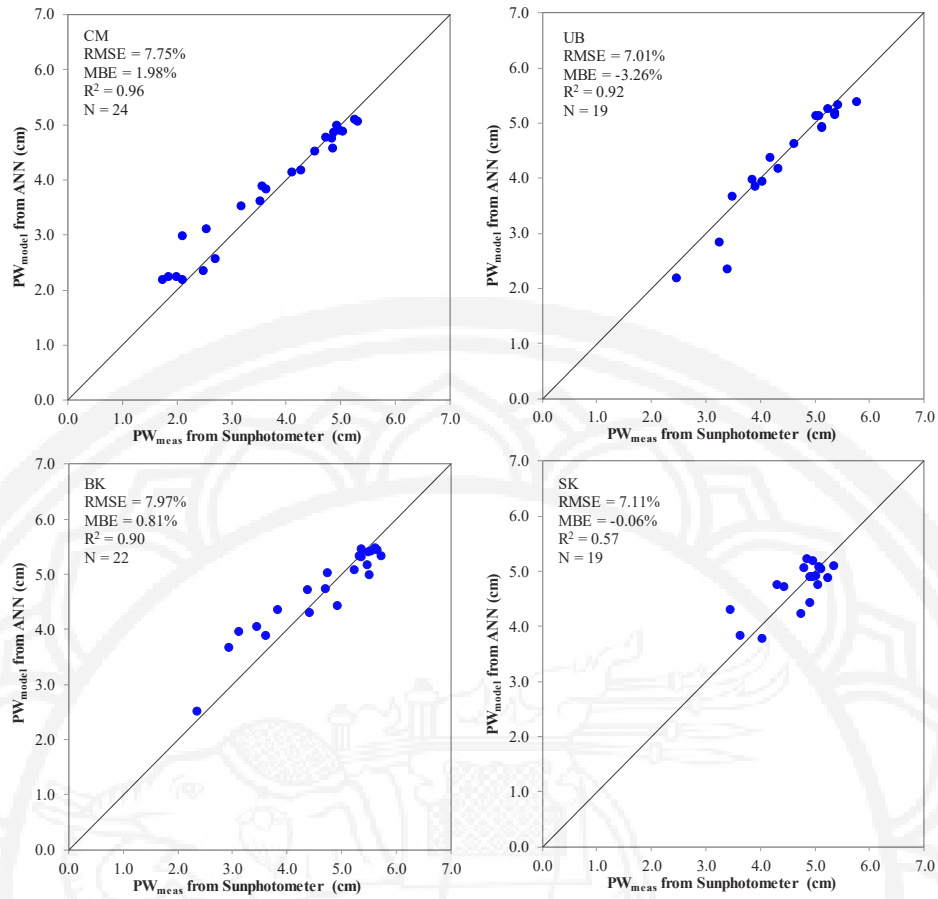 CM
RMSE = 7.75%
MBE = 1.98%
R² = 0.96
N = 24
7.0
6.0
5.0
4.0
3.0
2.0
1.0
0.0
0.0 1.0 2.0 3.0 4.0 5.0 6.0 7.0
PWmodel from ANN (cm)
PWmeas from Sunphotometer (cm)
UB
RMSE = 7.01%
MBE = -3.26%
R² = 0.92
N = 19
7.0
6.0
5.0
4.0
3.0
2.0
1.0
0.0
0.0 1.0 2.0 3.0 4.0 5.0 6.0 7.0
PWmodel from ANN (cm)
PWmeas from Sunphotometer (cm)
BK
RMSE = 7.97%
MBE = 0.81%
R² = 0.90
N = 22
7.0
6.0
5.0
4.0
3.0
2.0
1.0
0.0
0.0 1.0 2.0 3.0 4.0 5.0 6.0 7.0
PWmodel from ANN (cm)
PWmeas from Sunphotometer (cm)
SK
RMSE = 7.11%
MBE = -0.06%
R² = 0.57
N = 19
7.0
6.0
5.0
4.0
3.0
2.0
1.0
0.0
0.0 1.0 2.0 3.0 4.0 5.0 6.0 7.0
PWmodel from ANN (cm)
PWmeas from Sunphotometer (cm)